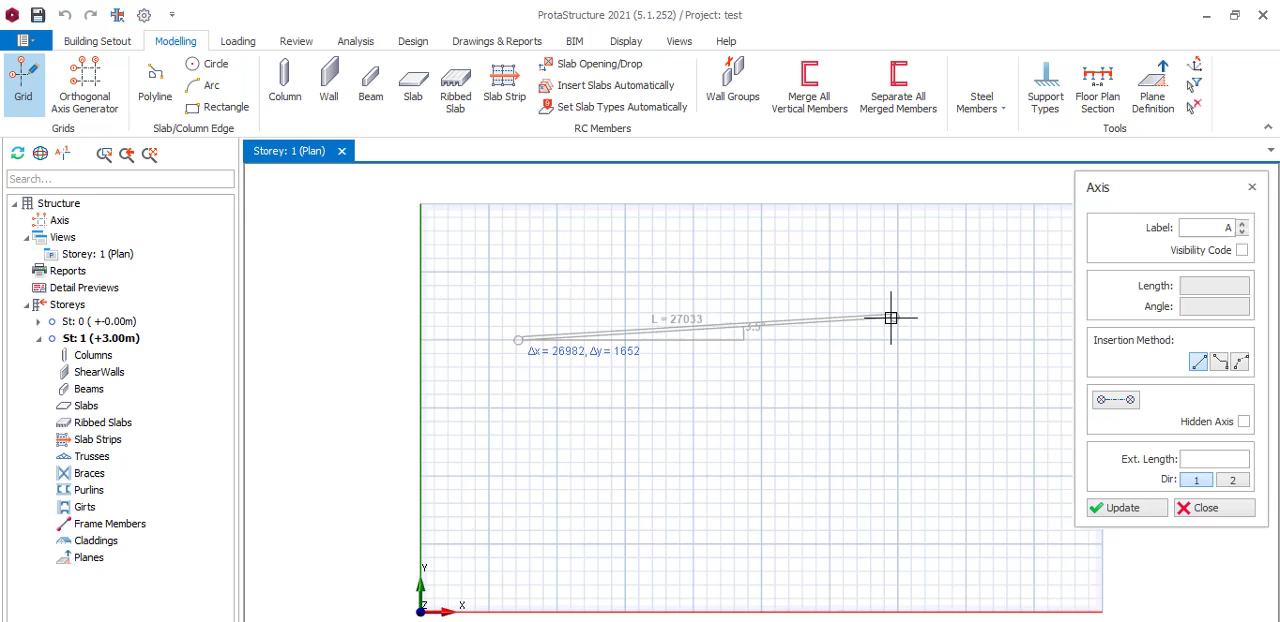 ProtaStructure 2021 (5.1.252) / Project: test
Building Setout Modelling Loading Review Analysis Design Drawings & Reports BIM Display Views Help
Grid
Orthogonal
Axis Generator
Grids
Polyline
Circle
Arc
Rectangle
Slab/Column Edge
Column
Wall
Beam
Slab
Ribbed
Slab
Slab Strip
Slab Opening/Drop
Insert Slabs Automatically
Set Slab Types Automatically
RC Members
Wall Groups
Merge All
Vertical Members
Separate All
Merged Members
Steel
Members
Support
Types
Floor Plan
Section
Plane
Definition
Tools
Search...
Structure
Axis
Views
Storey: 1 (Plan)
Reports
Detail Previews
Storeys
St: 0 ( +-0.00m)
St: 1 (+3.00m)
Columns
ShearWalls
Beams
Slabs
Ribbed Slabs
Slab Strips
Trusses
Braces
Purlins
Girts
Frame Members
Claddings
Planes
Storey: 1 (Plan)
L = 27033
3.5°
Δx = 26982, Δy = 1652
Y
Z
X
Axis
Label: A
Visibility Code
Length:
Angle:
Insertion Method:
Hidden Axis
Ext. Length:
Dir: 1 2
Update Close